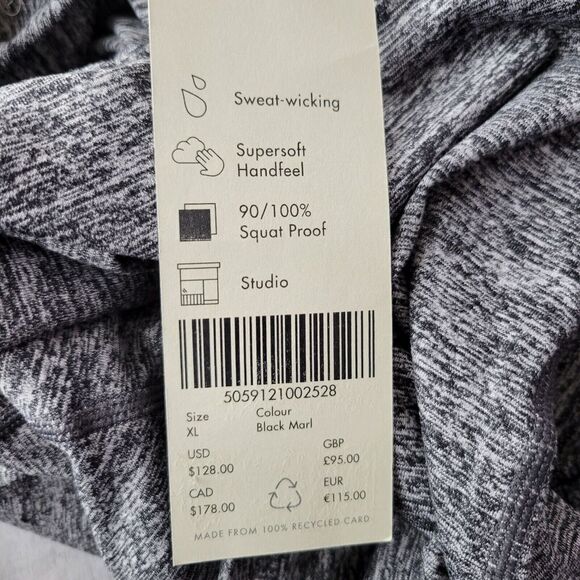 Sweat-wicking
Supersoft
Handfeel
90/100%
Squat Proof
Studio
5059121002528
Size
XL
Colour
Black Marl
USD
$128.00
GBP
£95.00
CAD
$178.00
EUR
€115.00
MADE FROM 100% RECYCLED CARD